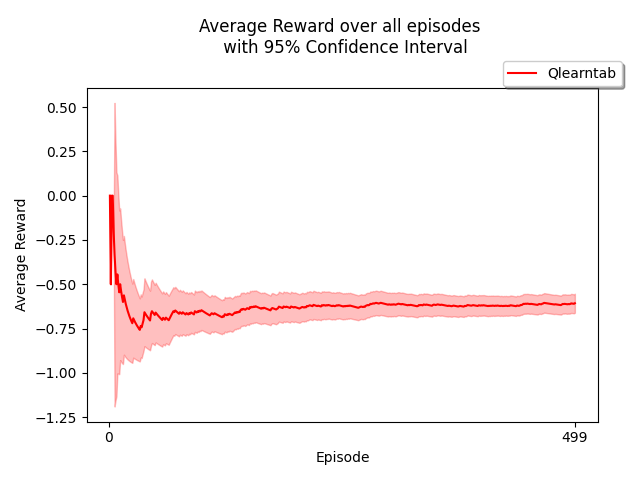 Average Reward over all episodes
with 95% Confidence Interval
Qlearntab
Average Reward
0.50
0.25
0.00
−0.25
−0.50
−0.75
−1.00
−1.25
0
499
Episode